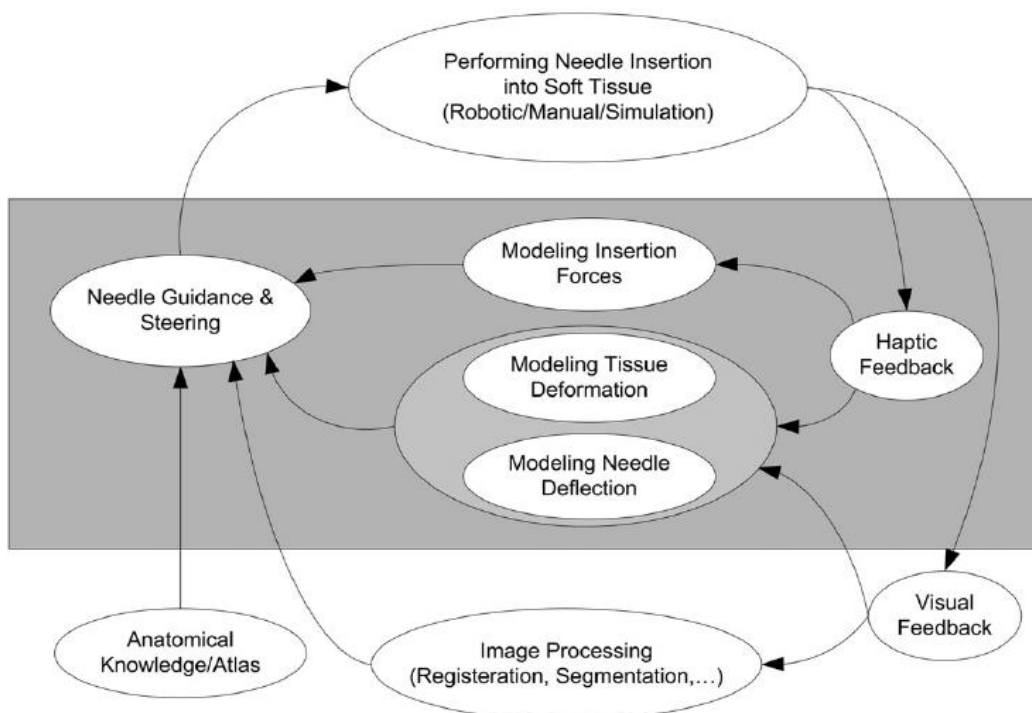 Performing Needle Insertion
into Soft Tissue
(Robotic/Manual/Simulation)
Modeling Insertion
Forces
Needle Guidance &
Steering
Haptic
Feedback
Modeling Tissue
Deformation
Modeling Needle
Deflection
Visual
Feedback
Anatomical
Knowledge/Atlas
Image Processing
(Registeration, Segmentation,...)